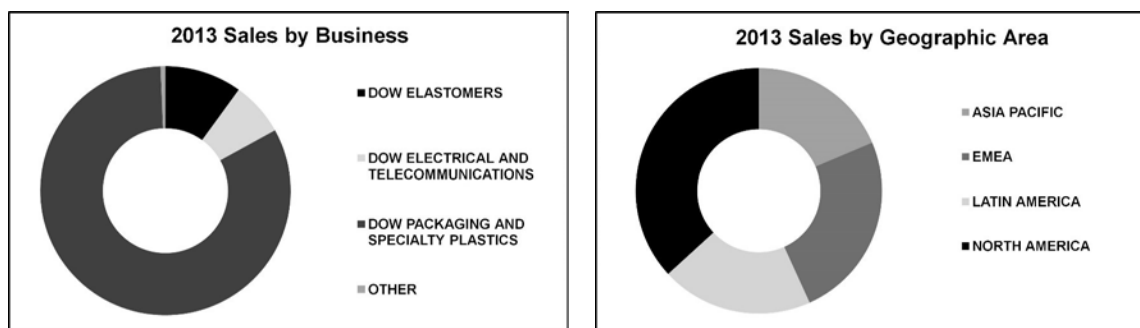 2013 Sales by Business
DOW ELASTOMERS
DOW ELECTRICAL AND
TELECOMMUNICATIONS
DOW PACKAGING AND
SPECIALTY PLASTICS
OTHER
2013 Sales by Geographic Area
ASIA PACIFIC
EMEA
LATIN AMERICA
NORTH AMERICA